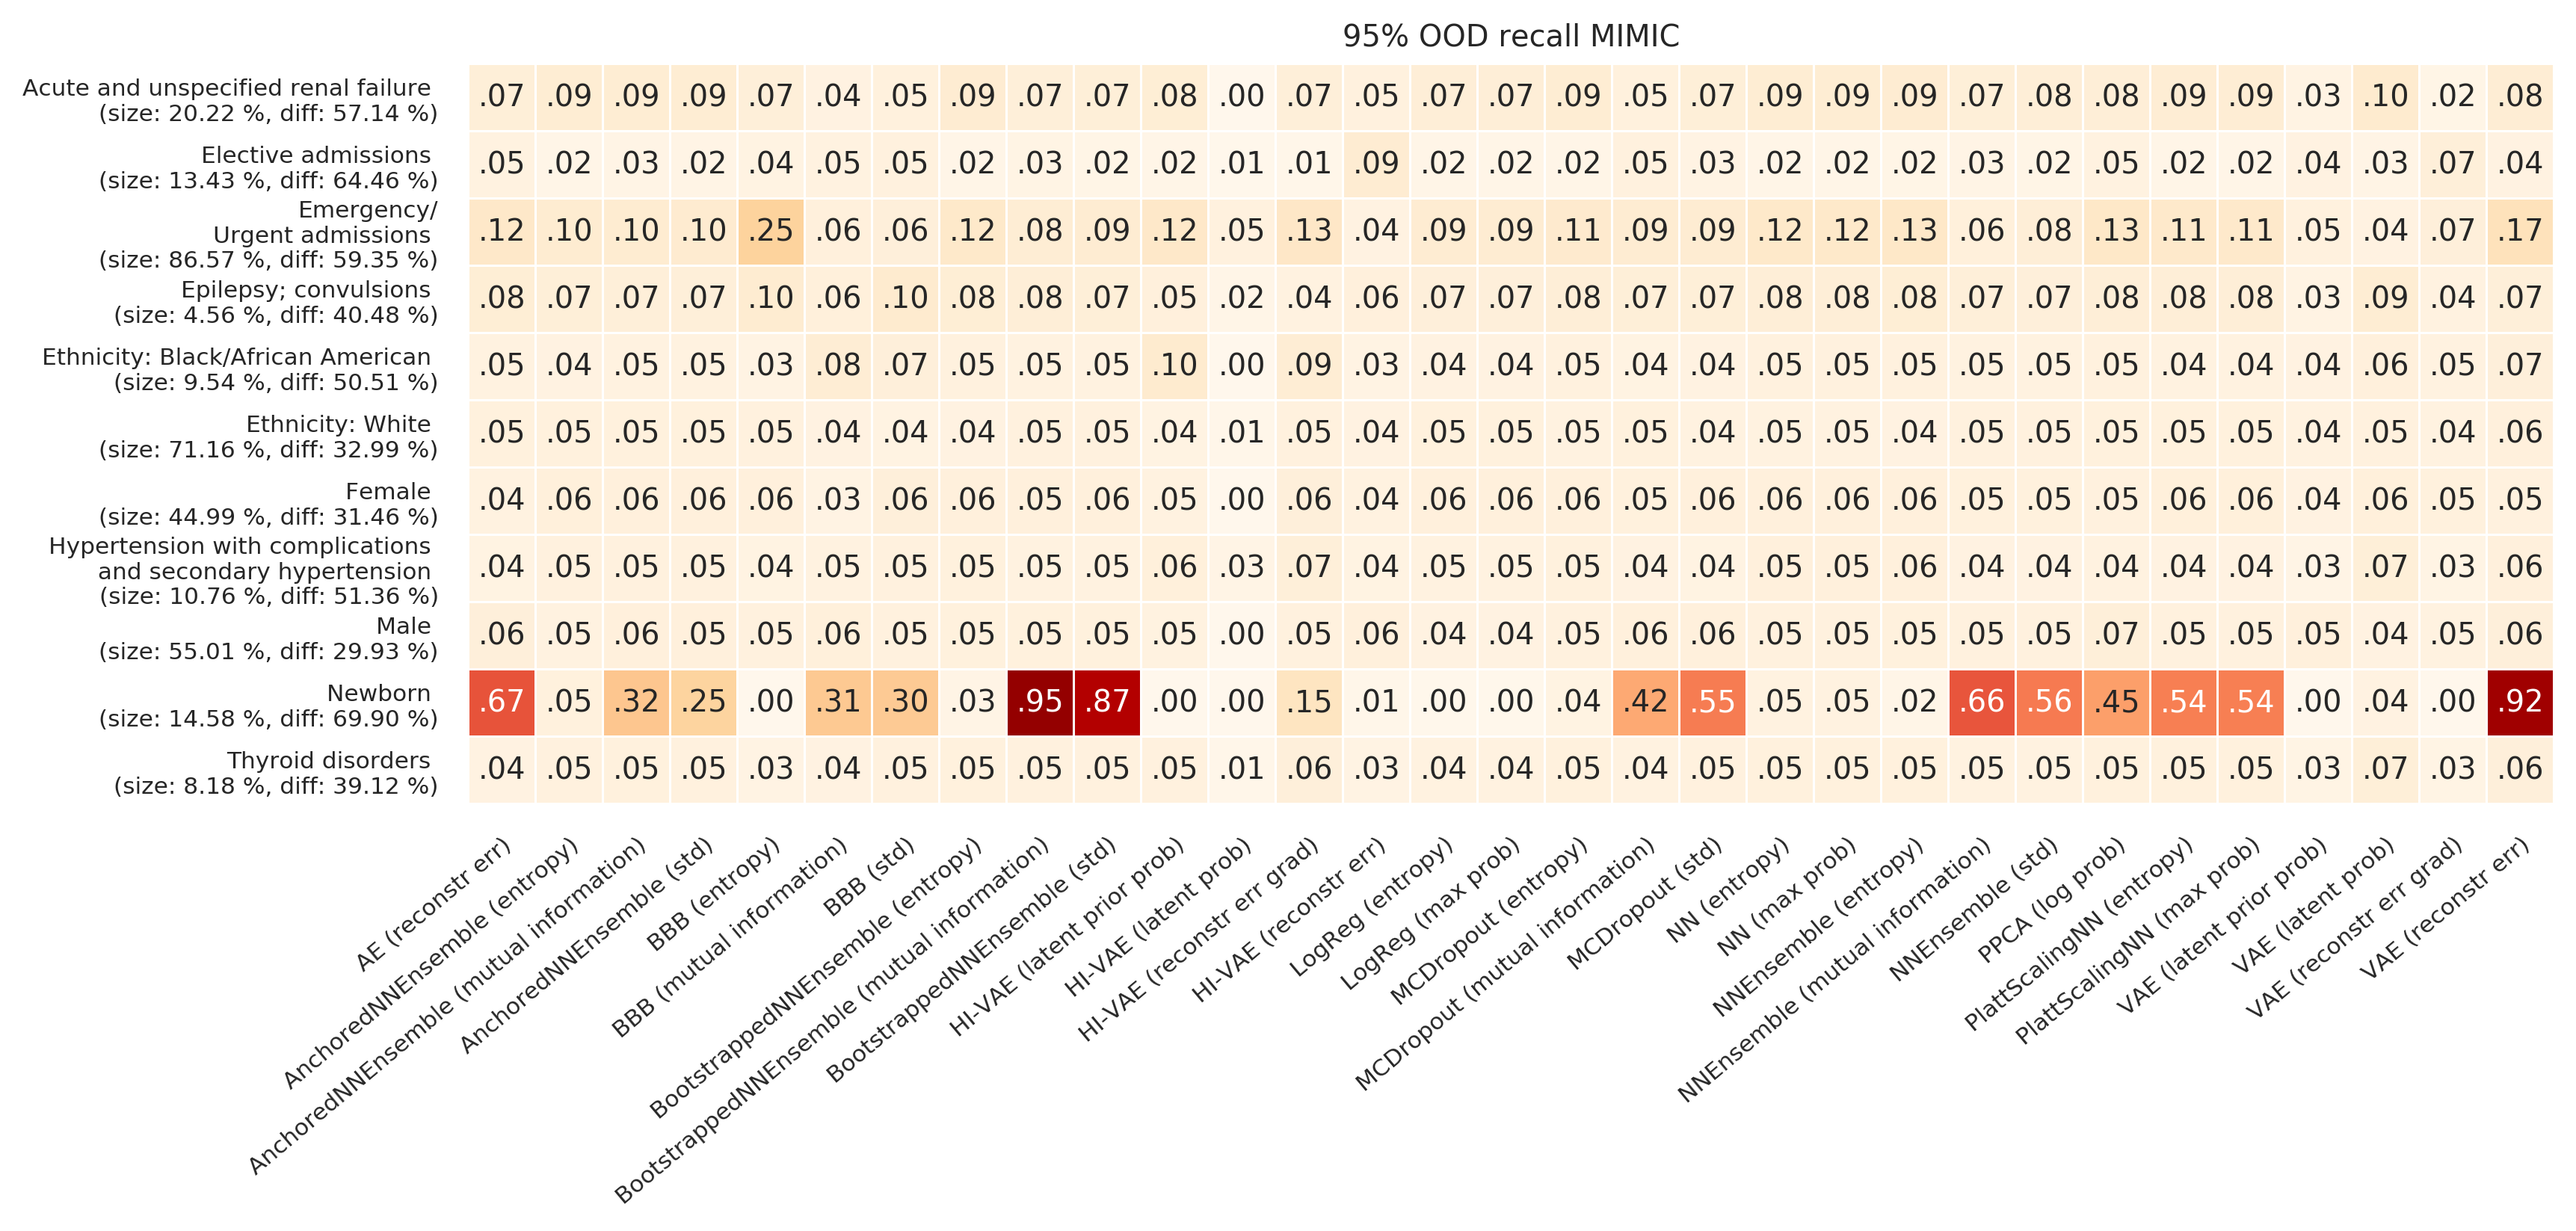 95% OOD recall MIMIC
Acute and unspecified renal failure
(size: 20.22 %, diff: 57.14 %)
.07 .09 .09 .09 .07 .04 .05 .09 .07 .07 .08 .00 .07 .05 .07 .07 .09 .05 .07 .09 .09 .09 .07 .08 .08 .09 .09 .03 .10 .02 .08
Elective admissions
(size: 13.43 %, diff: 64.46 %)
.05 .02 .03 .02 .04 .05 .05 .02 .03 .02 .02 .01 .01 .09 .02 .02 .02 .05 .03 .02 .02 .02 .03 .02 .05 .02 .02 .04 .03 .07 .04
Emergency/
Urgent admissions
(size: 86.57 %, diff: 59.35 %)
.12 .10 .10 .10 .25 .06 .06 .12 .08 .09 .12 .05 .13 .04 .09 .09 .11 .09 .09 .12 .12 .13 .06 .08 .13 .11 .11 .05 .04 .07 .17
Epilepsy; convulsions
(size: 4.56 %, diff: 40.48 %)
.08 .07 .07 .07 .10 .06 .10 .08 .08 .07 .05 .02 .04 .06 .07 .07 .08 .07 .07 .08 .08 .08 .07 .07 .08 .08 .08 .03 .09 .04 .07
Ethnicity: Black/African American
(size: 9.54 %, diff: 50.51 %)
.05 .04 .05 .05 .03 .08 .07 .05 .05 .05 .10 .00 .09 .03 .04 .04 .05 .04 .04 .05 .05 .05 .05 .05 .05 .04 .04 .04 .06 .05 .07
Ethnicity: White
(size: 71.16 %, diff: 32.99 %)
.05 .05 .05 .05 .05 .04 .04 .04 .05 .05 .04 .01 .05 .04 .05 .05 .05 .05 .04 .05 .05 .04 .05 .05 .05 .05 .05 .04 .05 .04 .06
Female
(size: 44.99 %, diff: 31.46 %)
.04 .06 .06 .06 .06 .03 .06 .06 .05 .06 .05 .00 .06 .04 .06 .06 .06 .05 .06 .06 .06 .06 .05 .05 .05 .06 .06 .04 .06 .05 .05
Hypertension with complications
and secondary hypertension
(size: 10.76 %, diff: 51.36 %)
.04 .05 .05 .05 .04 .05 .05 .05 .05 .05 .06 .03 .07 .04 .05 .05 .05 .04 .04 .05 .05 .06 .04 .04 .04 .04 .04 .03 .07 .03 .06
Male
(size: 55.01 %, diff: 29.93 %)
.06 .05 .06 .05 .05 .06 .05 .05 .05 .05 .05 .00 .05 .06 .04 .04 .05 .06 .06 .05 .05 .05 .05 .05 .07 .05 .05 .05 .04 .05 .06
Newborn
(size: 14.58 %, diff: 69.90 %)
.67 .05 .32 .25 .00 .31 .30 .03 .95 .87 .00 .00 .15 .01 .00 .00 .04 .42 .55 .05 .05 .02 .66 .56 .45 .54 .54 .00 .04 .00 .92
Thyroid disorders
(size: 8.18 %, diff: 39.12 %)
.04 .05 .05 .05 .03 .04 .05 .05 .05 .05 .05 .01 .06 .03 .04 .04 .05 .04 .05 .05 .05 .05 .05 .05 .05 .05 .05 .03 .07 .03 .06
AE (reconstr err)
AnchoredNNEnsemble (entropy)
AnchoredNNEnsemble (mutual information)
AnchoredNNEnsemble (std)
BBB (entropy)
BBB (mutual information)
BBB (std)
BootstrappedNNEnsemble (entropy)
BootstrappedNNEnsemble (mutual information)
BootstrappedNNEnsemble (std)
HI-VAE (latent prior prob)
HI-VAE (latent prob)
HI-VAE (reconstr err grad)
HI-VAE (reconstr err)
LogReg (entropy)
LogReg (max prob)
MCDropout (entropy)
MCDropout (mutual information)
MCDropout (std)
NN (entropy)
NN (max prob)
NNEnsemble (entropy)
NNEnsemble (mutual information)
NNEnsemble (std)
PPCA (log prob)
PlattScalingNN (entropy)
PlattScalingNN (max prob)
VAE (latent prior prob)
VAE (latent prob)
VAE (reconstr err grad)
VAE (reconstr err)